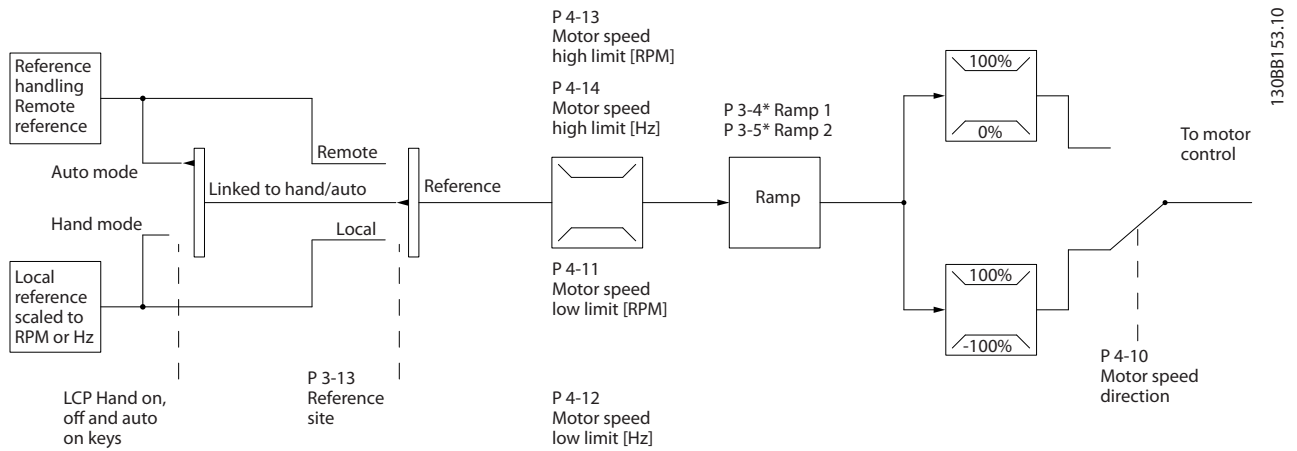 Reference
handling
Remote
reference
Auto mode
Hand mode
Local
reference
scaled to
RPM or Hz
LCP Hand on,
off and auto
on keys
Linked to hand/auto
Remote
Local
P 3-13
Reference
site
Reference
P 4-13
Motor speed
high limit [RPM]
P 4-14
Motor speed
high limit [Hz]
P 4-11
Motor speed
low limit [RPM]
P 4-12
Motor speed
low limit [Hz]
P 3-4* Ramp 1
P 3-5* Ramp 2
Ramp
100%
0%
100%
-100%
To motor
control
P 4-10
Motor speed
direction
130BB153.10